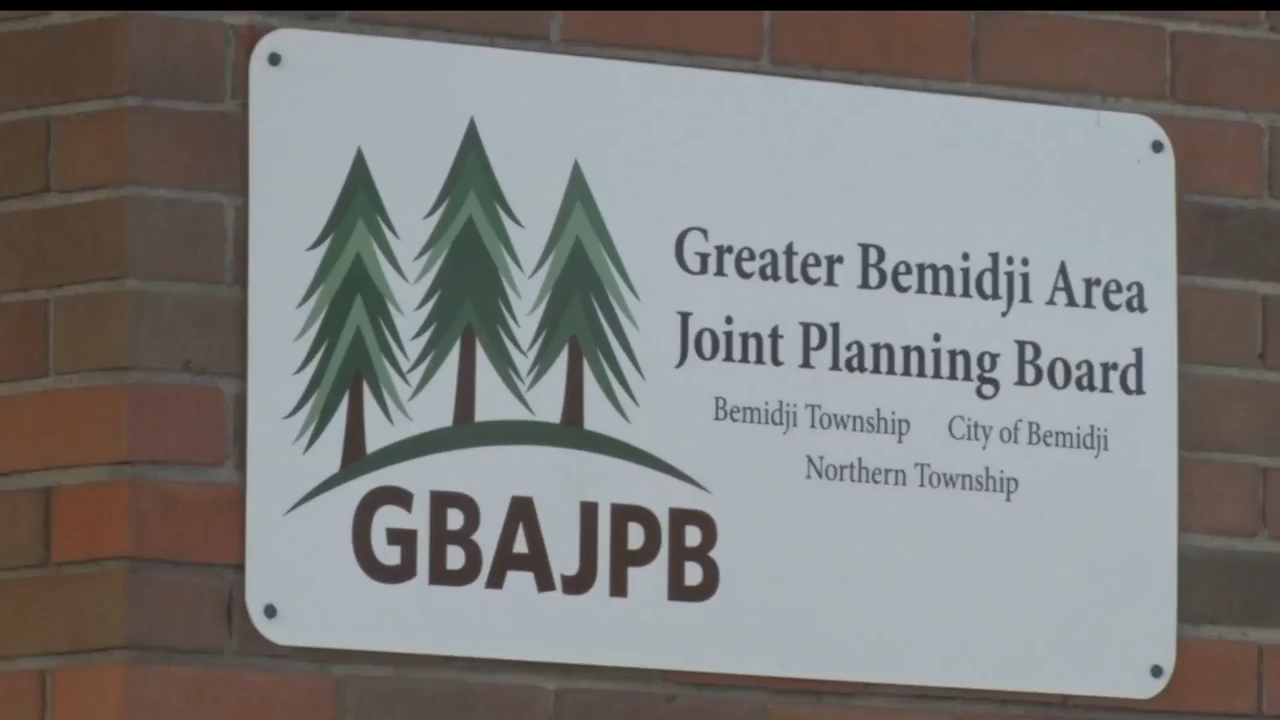 Greater Bemidji Area
Joint Planning Board
Bemidji Township City of Bemidji
Northern Township
GBAJPB